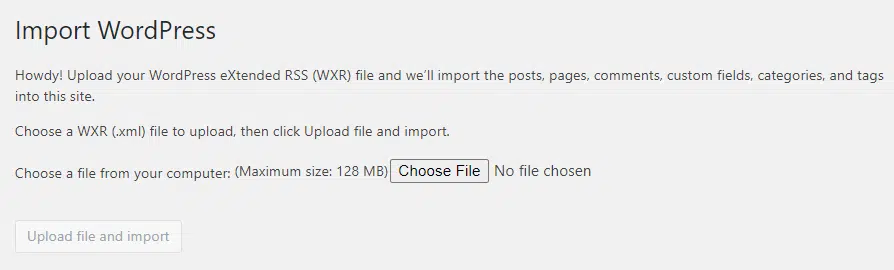 Import WordPress
Howdy! Upload your WordPress eXtended RSS (WXR) file and we'll import the posts, pages, comments, custom fields, categories, and tags
into this site.
Choose a WXR (.xml) file to upload, then click Upload file and import.
Choose a file from your computer: (Maximum size: 128 MB) Choose File No file chosen
Upload file and import